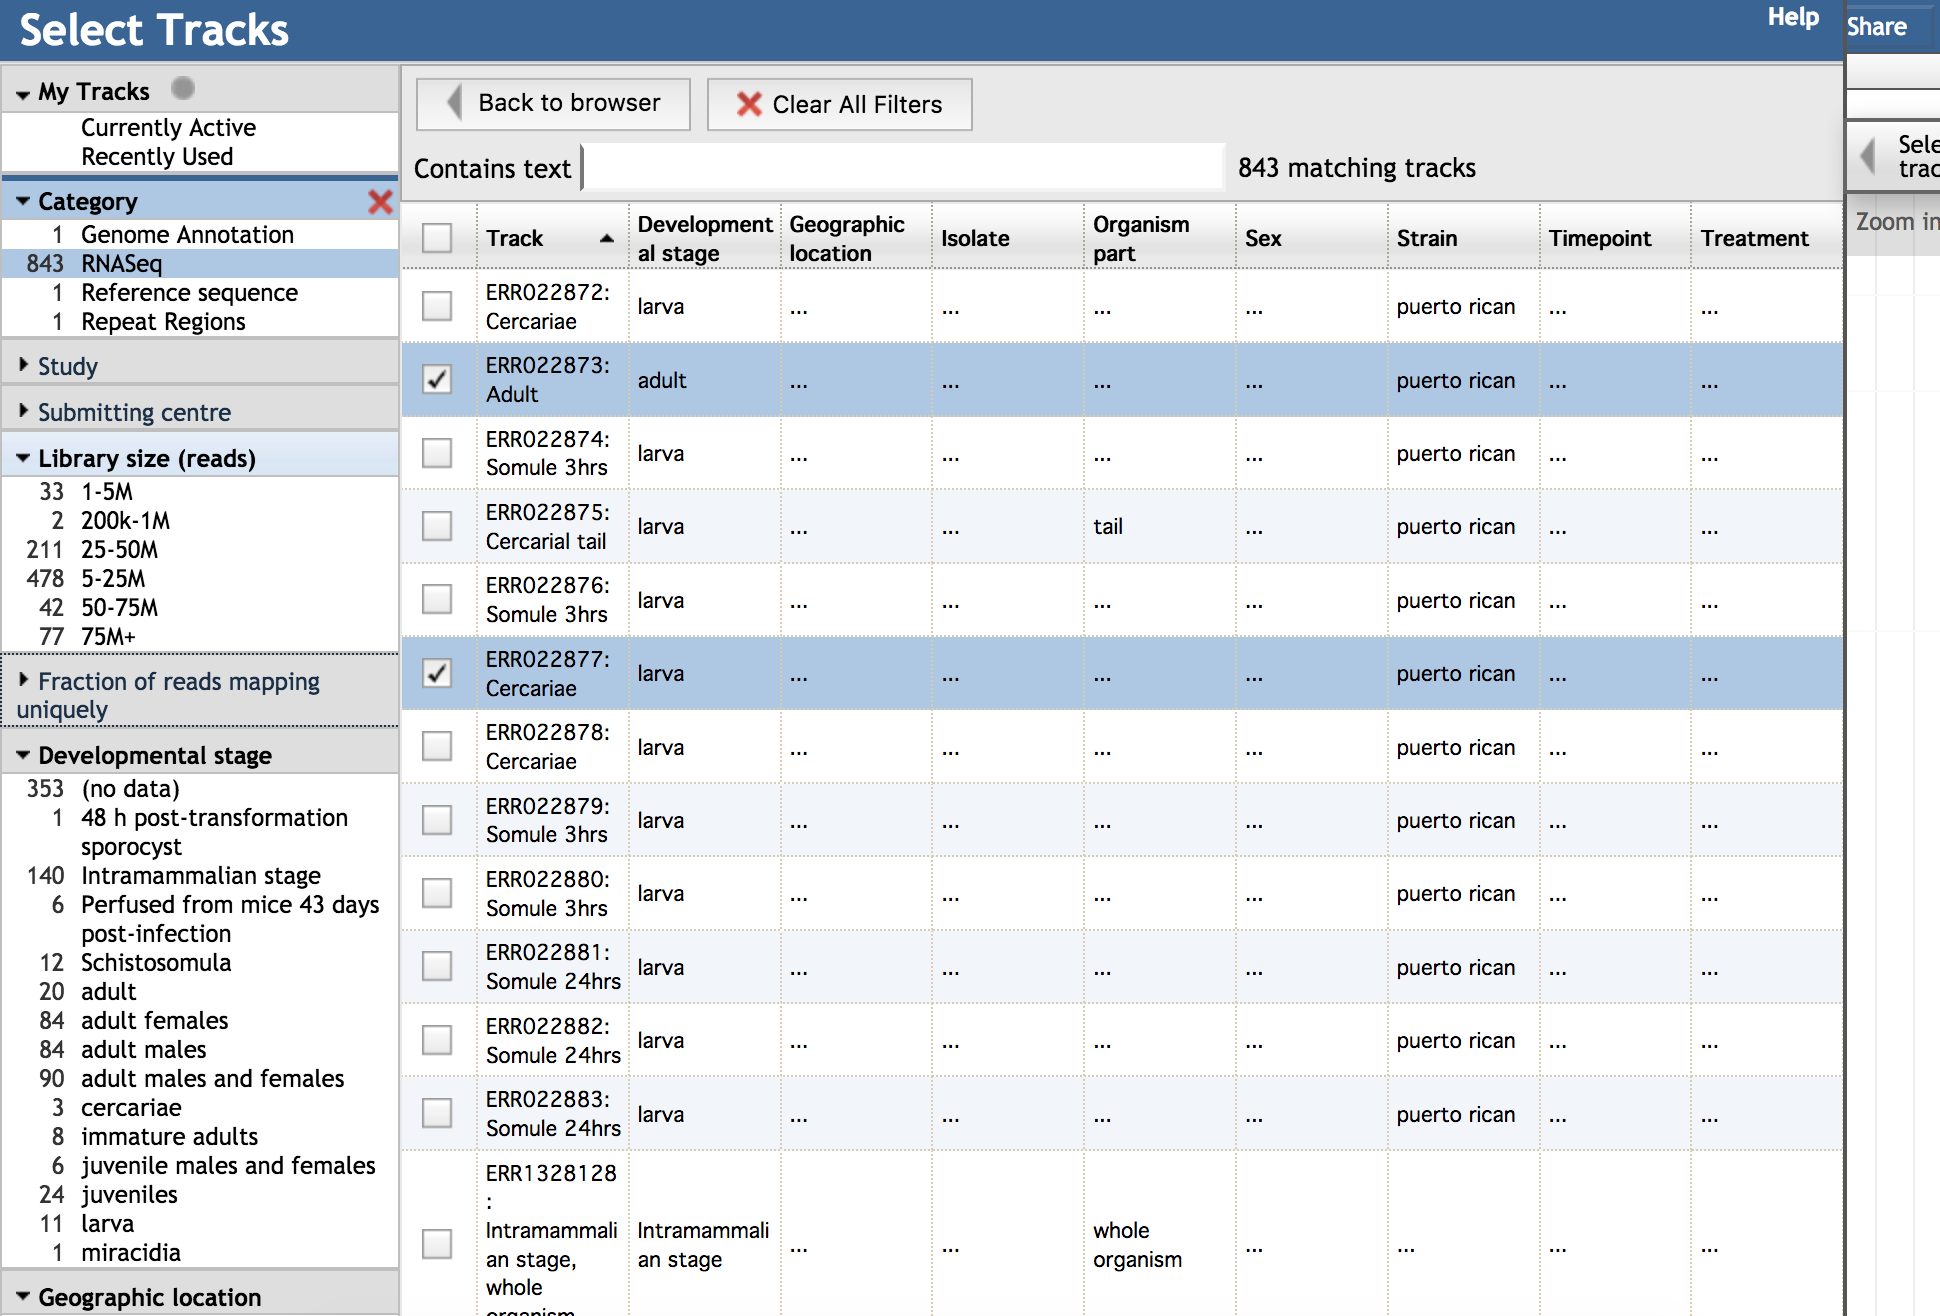 Select Tracks
Help
Share
My Tracks
Currently Active
Recently Used
Category
1 Genome Annotation
843 RNASeq
1 Reference sequence
1 Repeat Regions
Study
Submitting centre
Library size (reads)
33 1-5M
2 200k-1M
211 25-50M
478 5-25M
42 50-75M
77 75M+
Fraction of reads mapping
uniquely
Developmental stage
353 (no data)
1 48 h post-transformation
sporocyst
140 Intramammalian stage
6 Perfused from mice 43 days
post-infection
12 Schistosomula
20 adult
84 adult females
84 adult males
90 adult males and females
3 cercariae
8 immature adults
6 juvenile males and females
24 juveniles
11 larva
1 miracidia
Geographic location
Back to browser
Clear All Filters
Contains text
843 matching tracks
Track
Development
al stage
Geographic
location
Isolate
Organism
part
Sex
Strain
Timepoint
Treatment
ERR022872:
Cercariae
larva ... ... ... ... puerto rican ... ...
ERR022873:
Adult
adult ... ... ... ... puerto rican ... ...
ERR022874:
Somule 3hrs
larva ... ... ... ... puerto rican ... ...
ERR022875:
Cercarial tail
larva ... ... tail ... puerto rican ... ...
ERR022876:
Somule 3hrs
larva ... ... ... ... puerto rican ... ...
ERR022877:
Cercariae
larva ... ... ... ... puerto rican ... ...
ERR022878:
Cercariae
larva ... ... ... ... puerto rican ... ...
ERR022879:
Somule 3hrs
larva ... ... ... ... puerto rican ... ...
ERR022880:
Somule 3hrs
larva ... ... ... ... puerto rican ... ...
ERR022881:
Somule 24hrs
larva ... ... ... ... puerto rican ... ...
ERR022882:
Somule 24hrs
larva ... ... ... ... puerto rican ... ...
ERR022883:
Somule 24hrs
larva ... ... ... ... puerto rican ... ...
ERR1328128
:
Intramammali
an stage,
whole
organism
Intramammali
an stage
... ...
whole
organism
... ... ... ...
Sele
trac
Zoom in